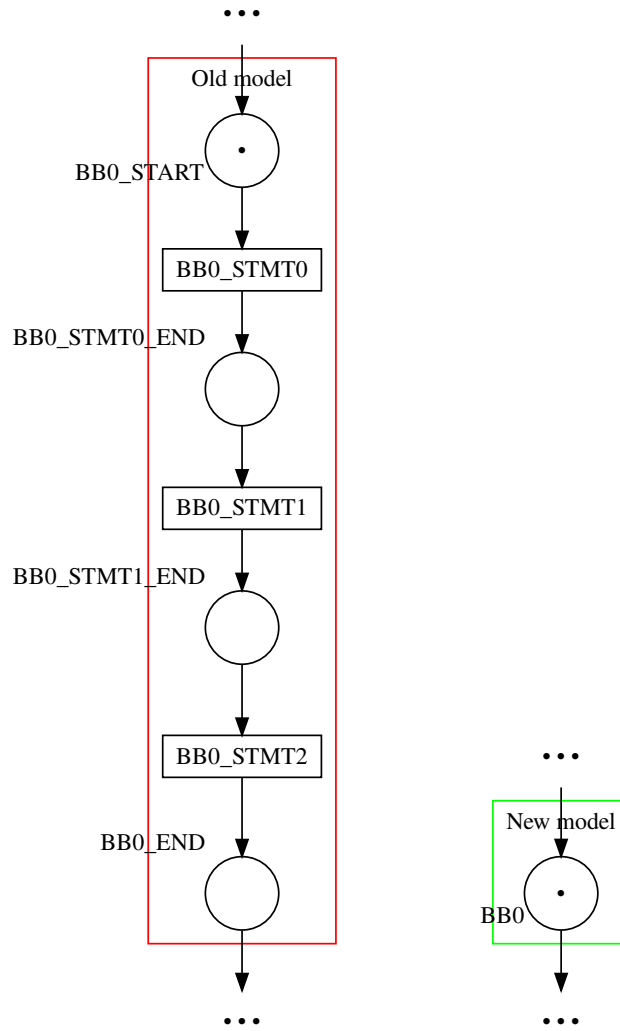 ...
Old model
BB0_START
BB0_STMT0
BB0_STMT0_END
BB0_STMT1
BB0_STMT1_END
BB0_STMT2
BB0_END
...
...
New model
BB0
...